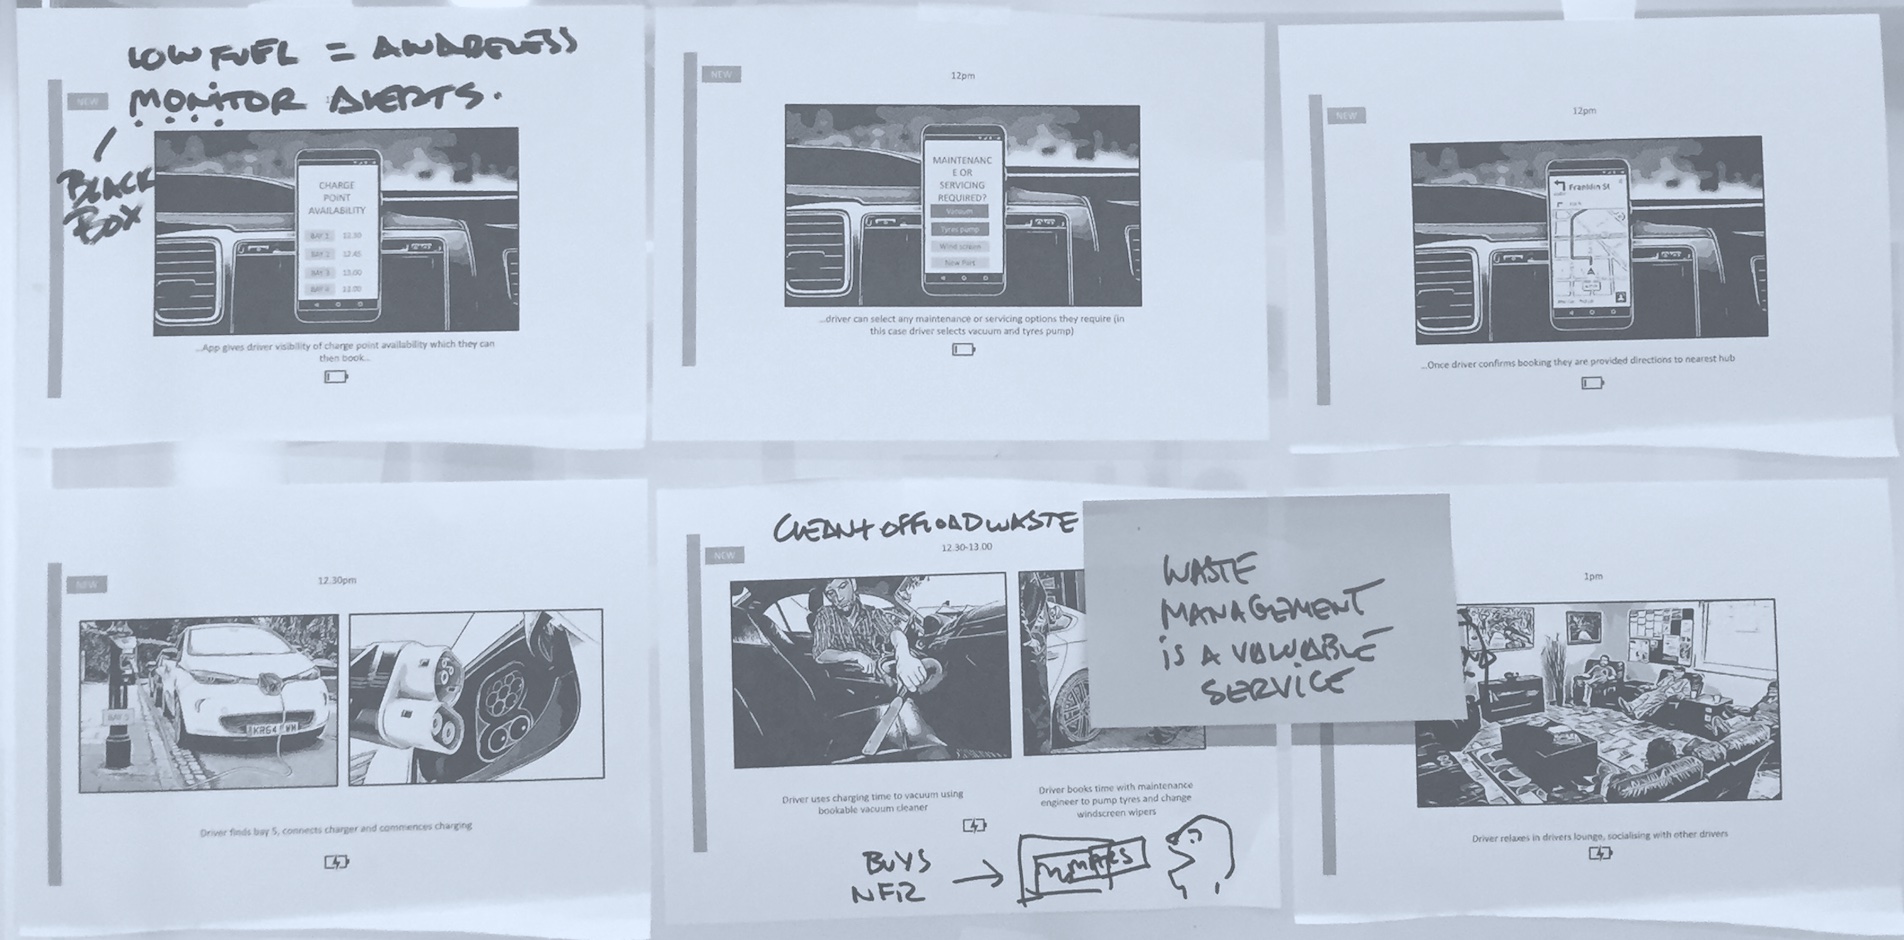 LOW FUEL = AWARENESS
MONITOR ALERTS.
BLACK
BOX
NEW
CHARGE
POINT
AVAILABILITY
BAY 1 12.30
BAY 2 12.45
BAY 3 13.00
BAY 4 13.00
...App gives driver visibility of charge point availability which they can
then book...
NEW
12pm
MAINTENANC
E OR
SERVICING
REQUIRED?
Vacuum
Tyres pump
Wind screen
New Part
...driver can select any maintenance or servicing options they require (in
this case driver selects vacuum and tyres pump)
NEW
12pm
Franklin St
...Once driver confirms booking they are provided directions to nearest hub
NEW
12.30pm
KR64
Driver finds bay 5, connects charger and commences charging
CLEAN + OFFLOAD WASTE
NEW
12.30-13.00
Driver uses charging time to vacuum using
bookable vacuum cleaner
Driver books time with maintenance
engineer to pump tyres and change
windscreen wipers
BUYS
NFR
WASTE
MANAGEMENT
IS A VALUABLE
SERVICE
1pm
Driver relaxes in drivers lounge, socialising with other drivers